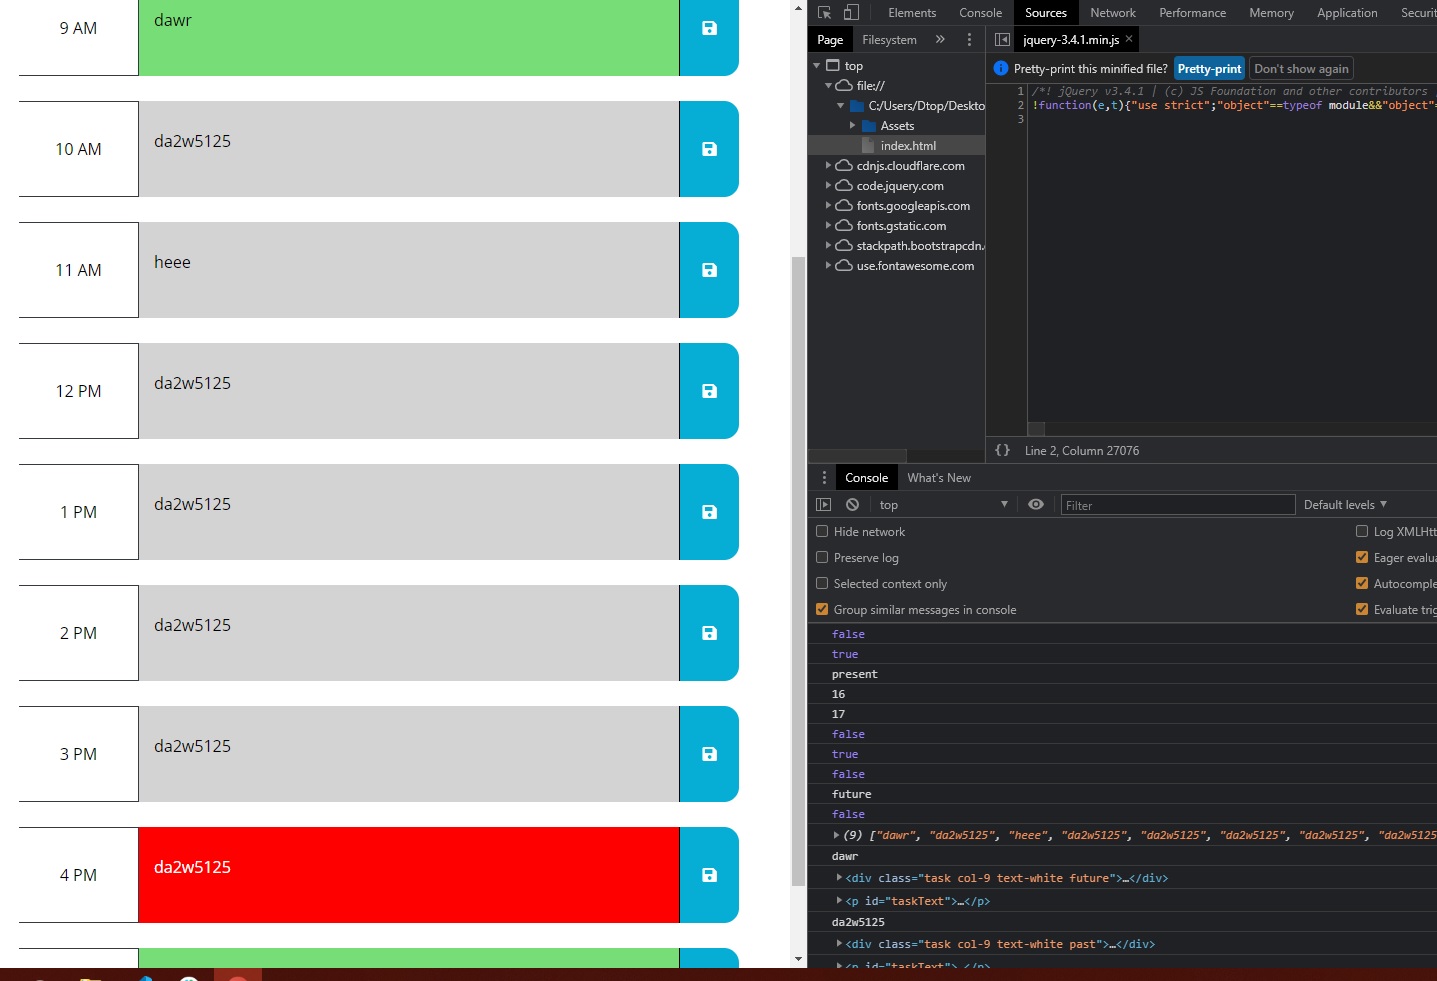 9 AM
dawr
10 AM
da2w5125
11 AM
heee
12 PM
da2w5125
1 PM
da2w5125
2 PM
da2w5125
3 PM
da2w5125
4 PM
da2w5125
Elements Console Sources Network Performance Memory Application Securit
Page Filesystem »
jquery-3.4.1.min.js ×
top
file://
C:/Users/Dtop/Deskto
Assets
index.html
cdnjs.cloudflare.com
code.jquery.com
fonts.googleapis.com
fonts.gstatic.com
stackpath.bootstrapcdn.
use.fontawesome.com
Pretty-print this minified file? Pretty-print Don't show again
1 /*! jQuery v3.4.1 | (c) JS Foundation and other contributors
2 !function(e,t){"use strict";"object"==typeof module&&"object"=
3
{} Line 2, Column 27076
Console What's New
top Filter Default levels
Hide network Log XMLHtt
Preserve log Eager evalua
Selected context only Autocomple
Group similar messages in console Evaluate trig
false
true
present
16
17
false
true
false
future
false
(9) ["dawr", "da2w5125", "heee", "da2w5125", "da2w5125", "da2w5125", "da2w5125", "da2w5125
dawr
<div class="task col-9 text-white future">…</div>
<p id="taskText">…</p>
da2w5125
<div class="task col-9 text-white past">…</div>
<p id="taskText">…</p>